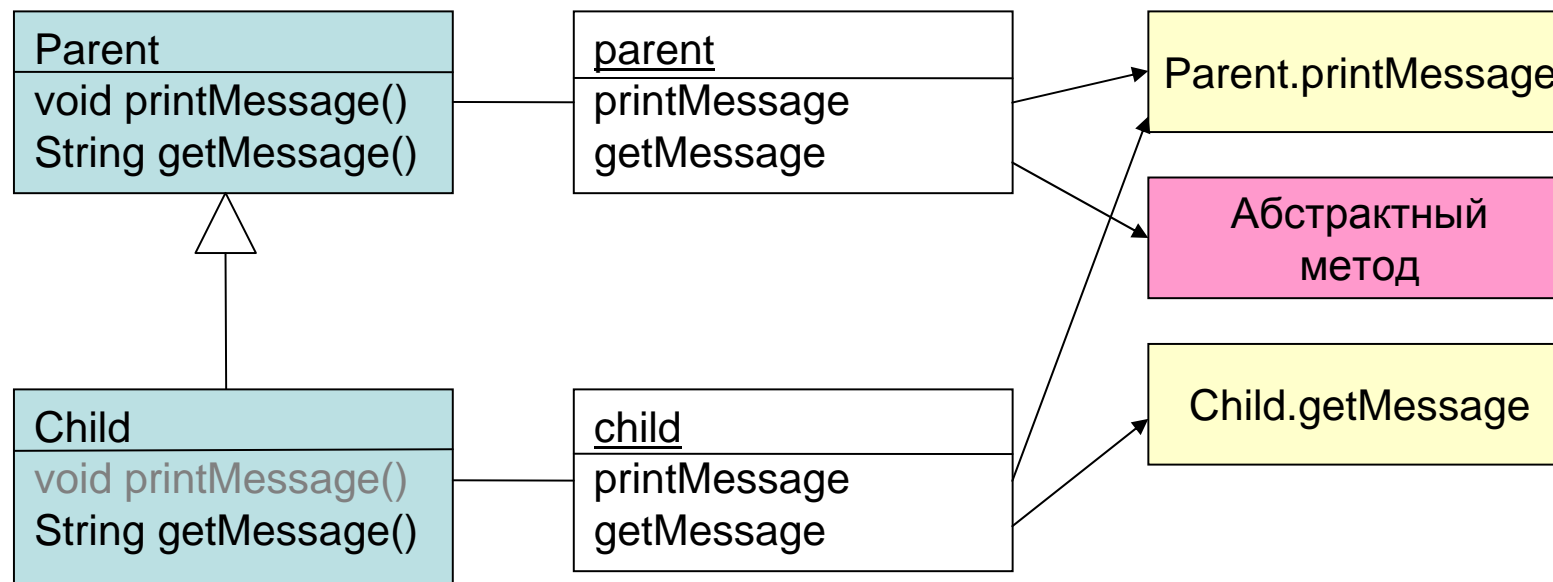 Parent
void printMessage()
String getMessage()
parent
printMessage
getMessage
Parent.printMessage
Абстрактный
метод
Child
void printMessage()
String getMessage()
child
printMessage
getMessage
Child.getMessage